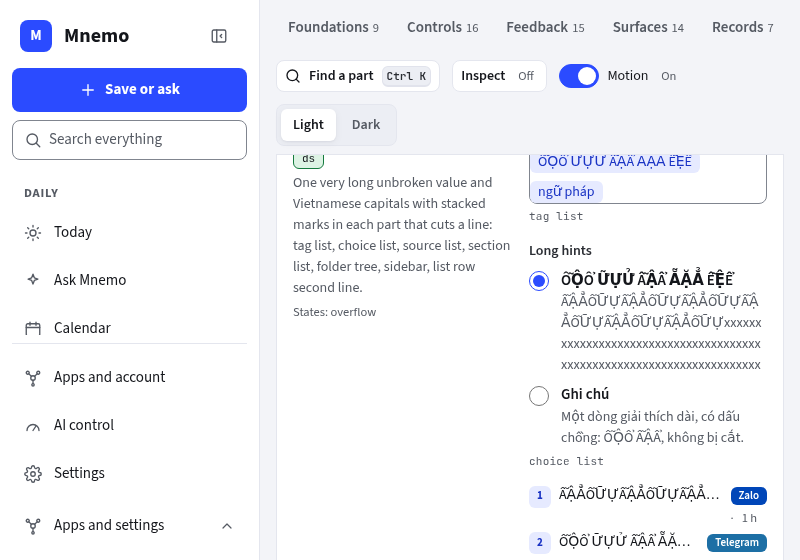 M Mnemo
Save or ask
Search everything
DAILY
Today
Ask Mnemo
Calendar
Apps and account
AI control
Settings
Apps and settings
Foundations 9 Controls 16 Feedback 15 Surfaces 14 Records 7
Find a part Ctrl K Inspect Off Motion On
Light Dark
ds
One very long unbroken value and
Vietnamese capitals with stacked
marks in each part that cuts a line:
tag list, choice list, source list, section
list, folder tree, sidebar, list row
second line.
States: overflow
ngữ pháp
tag list
Long hints
Ghi chú
Một dòng giải thích dài, có dấu
không bị cắt.
choice list
1
Zalo
· 1 h
2
Telegram